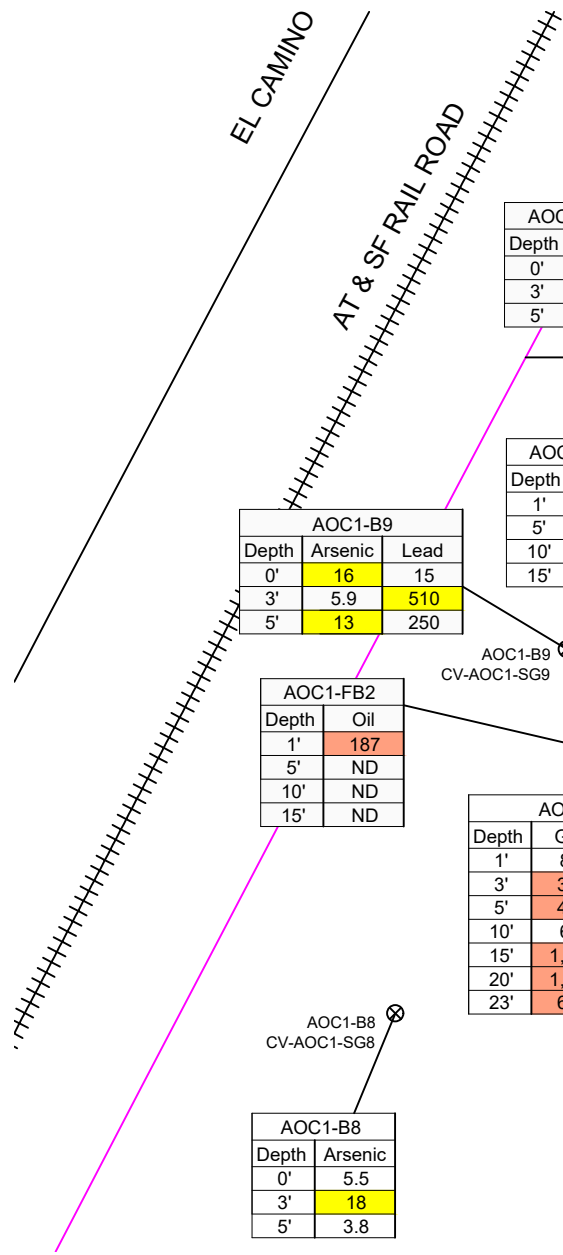 EL CAMINO
AT & SF RAIL ROAD
Depth
0'
3'
5'
Depth
1'
5'
10'
15'
AOC1-B9
Depth Arsenic Lead
0' 16 15
3' 5.9 510
5' 13 250
AOC1-B9
CV-AOC1-SG9
AOC1-FB2
Depth Oil
1' 187
5' ND
10' ND
15' ND
Depth
1'
3'
5'
10'
15'
20'
23'
AOC1-B8
CV-AOC1-SG8
AOC1-B8
Depth Arsenic
0' 5.5
3' 18
5' 3.8